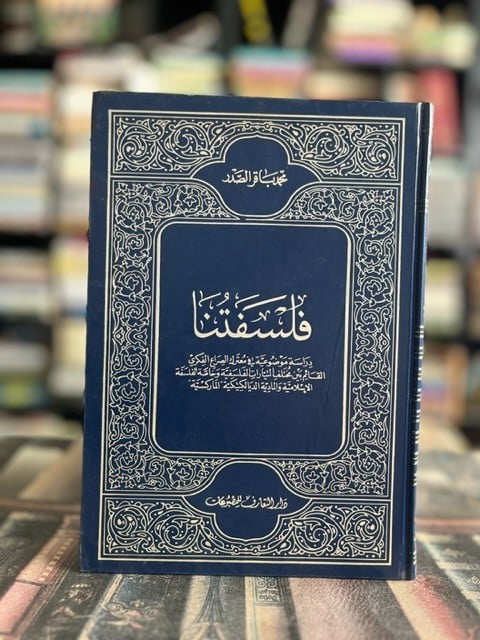 محمد باقر الصدر
فلسفتنا
دراسة موضوعية في معترك الصراع الفكري
القائم بين مختلف التيارات الفلسفية وخاصة الفلسفة
الإسلامية والمادية الديالكتيكية "الماركسية"
دار التعارف للمطبوعات